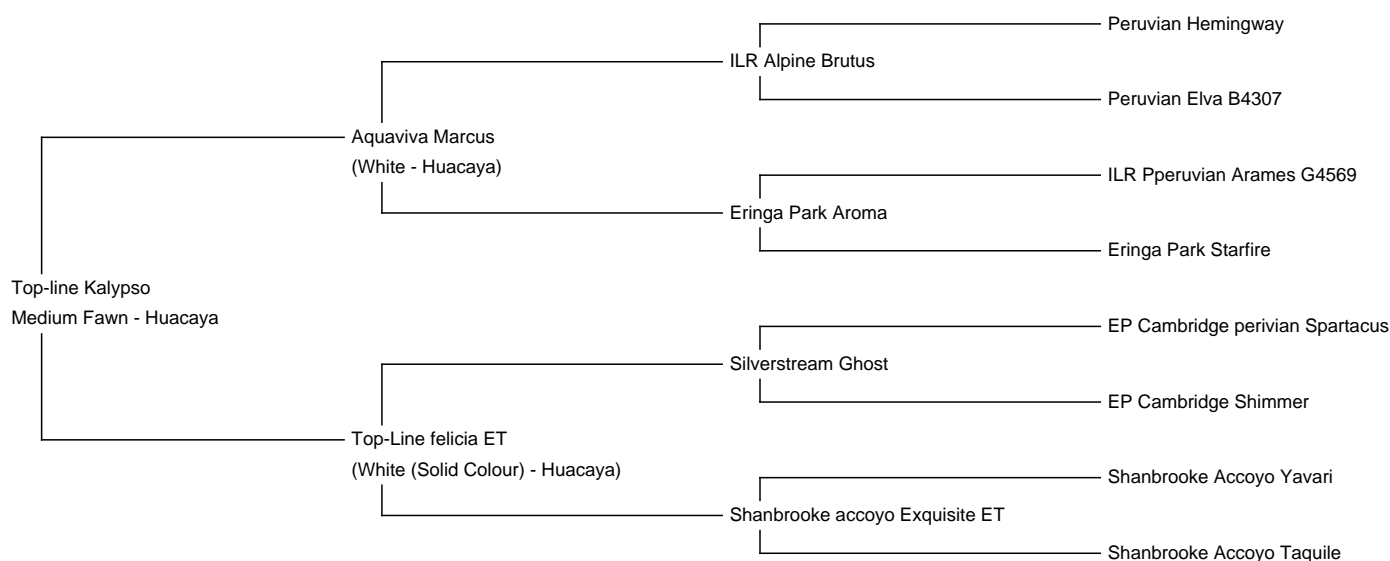 Peruvian Hemingway
ILR Alpine Brutus
Peruvian Elva B4307
Aquaviva Marcus
(White - Huacaya)
ILR Pperuvian Arames G4569
Eringa Park Aroma
Eringa Park Starfire
Top-line Kalypso
Medium Fawn - Huacaya
EP Cambridge perivian Spartacus
Silverstream Ghost
EP Cambridge Shimmer
Top-Line felicia ET
(White (Solid Colour) - Huacaya)
Shanbrooke Accoyo Yavari
Shanbrooke accoyo Exquisite ET
Shanbrooke Accoyo Taquile